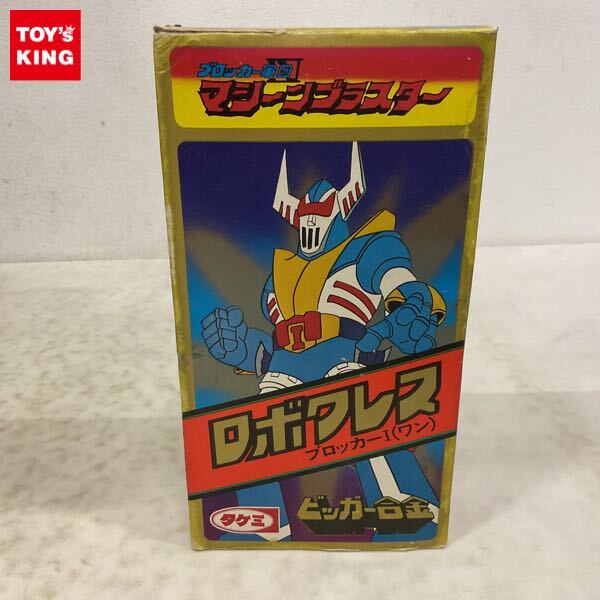 TOY'S
KING
ブロッカー軍団
マシーンブラスター
I
ロボクレス
ブロッカーI(ワン)
タケミ
ビッガー合金